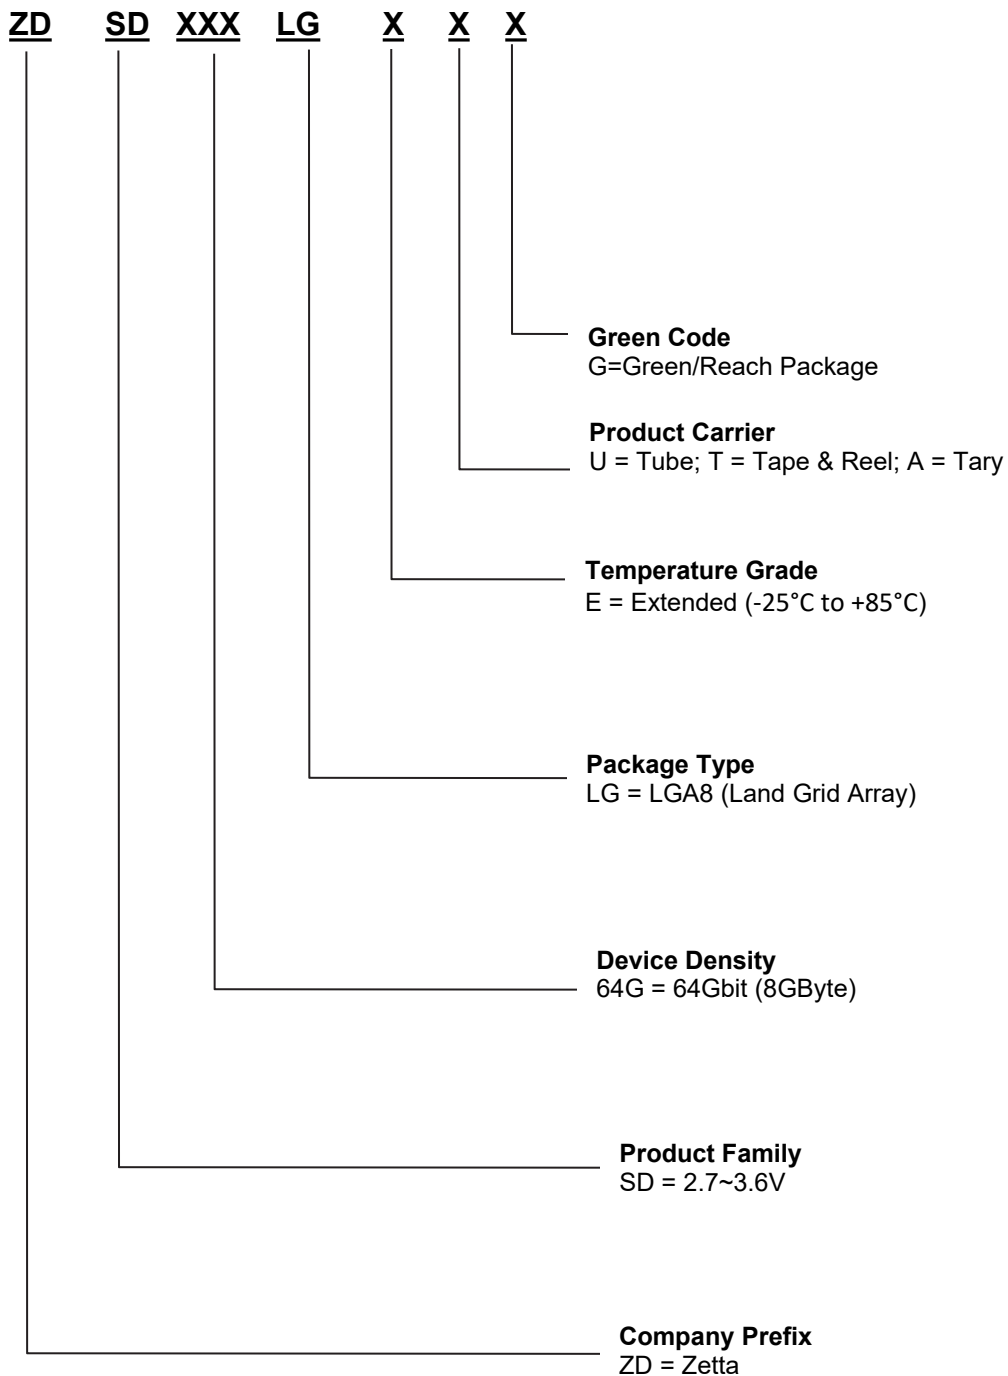 ZD SD XXX LG X X X
Green Code
G=Green/Reach Package
Product Carrier
U = Tube; T = Tape & Reel; A = Tary
Temperature Grade
E = Extended (-25°C to +85°C)
Package Type
LG = LGA8 (Land Grid Array)
Device Density
64G = 64Gbit (8GByte)
Product Family
SD = 2.7~3.6V
Company Prefix
ZD = Zetta